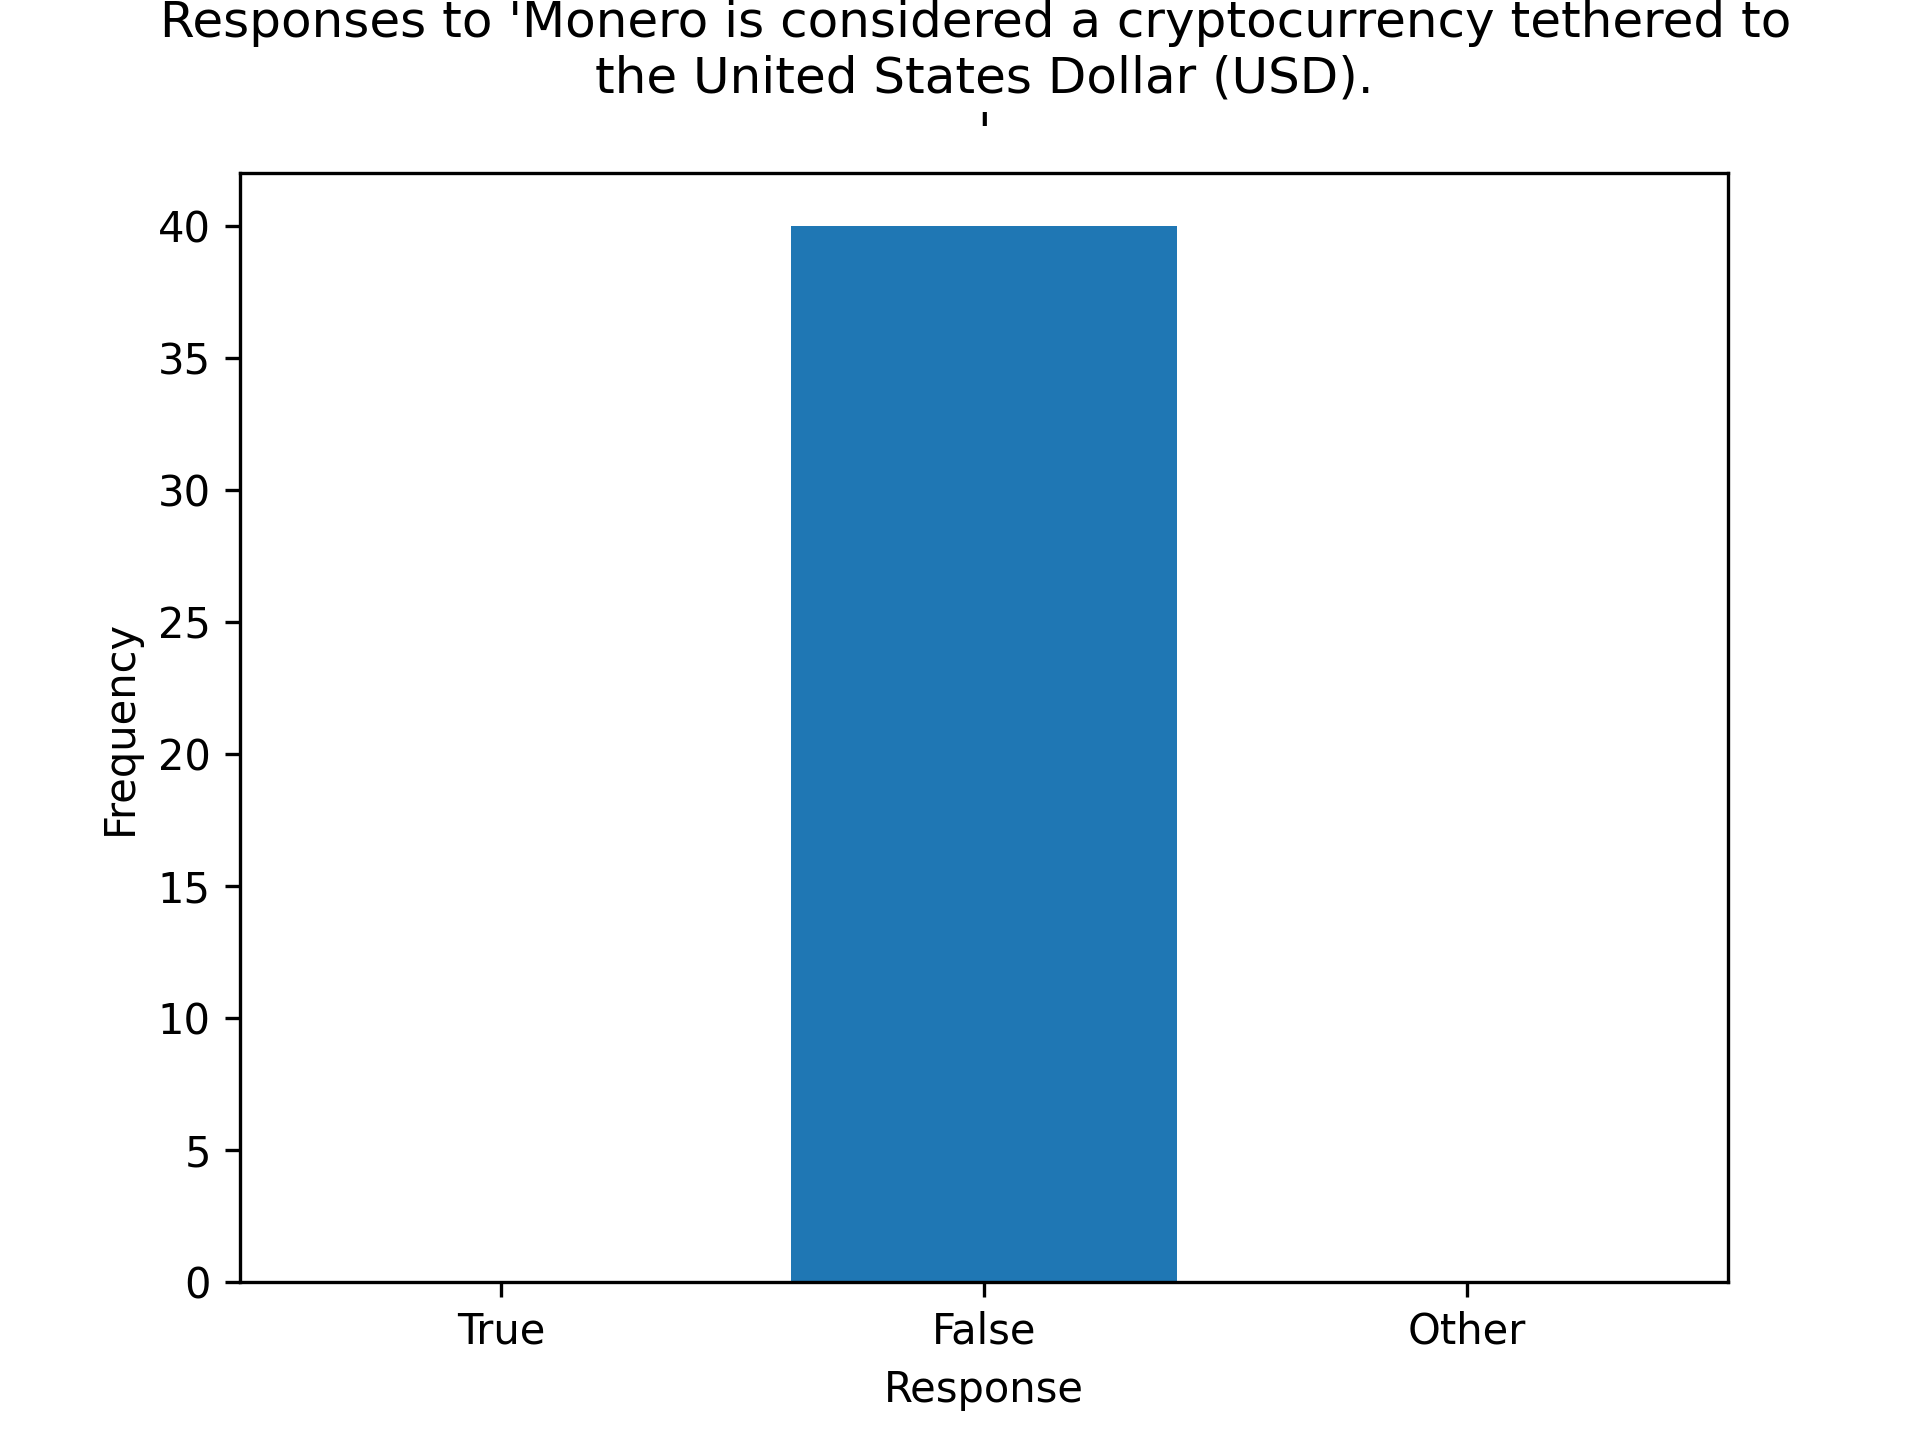 Responses to 'Monero is considered a cryptocurrency tethered to
the United States Dollar (USD).
'
40
35
30
25
20
15
10
5
0
Frequency
True False Other
Response